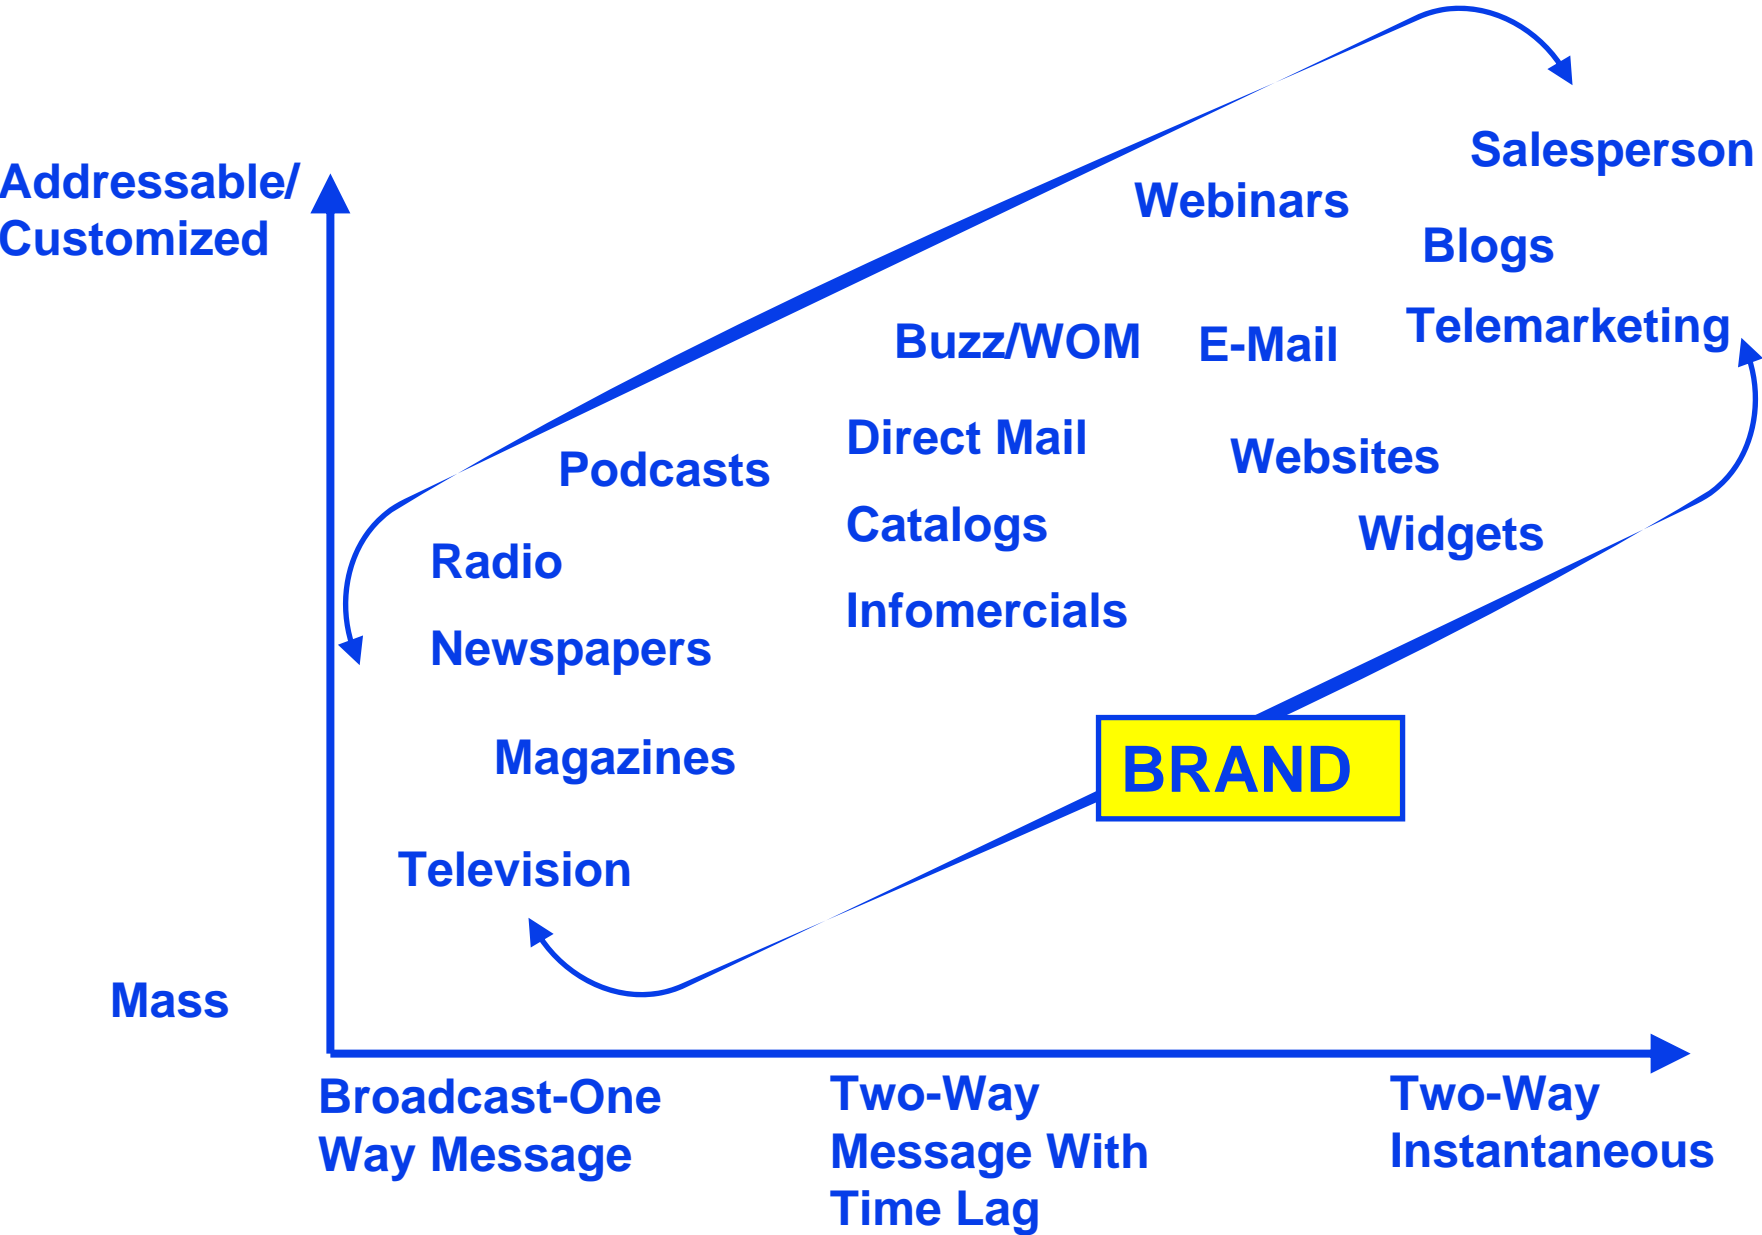 Salesperson
Addressable/
Customized
Webinars
Blogs
Telemarketing
Buzz/WOM
E-Mail
Direct Mail
Websites
Podcasts
Catalogs
Widgets
Radio
Infomercials
Newspapers
BRAND
Magazines
Television
Mass
Broadcast-One
Way Message
Two-Way
Message With
Time Lag
Two-Way
Instantaneous